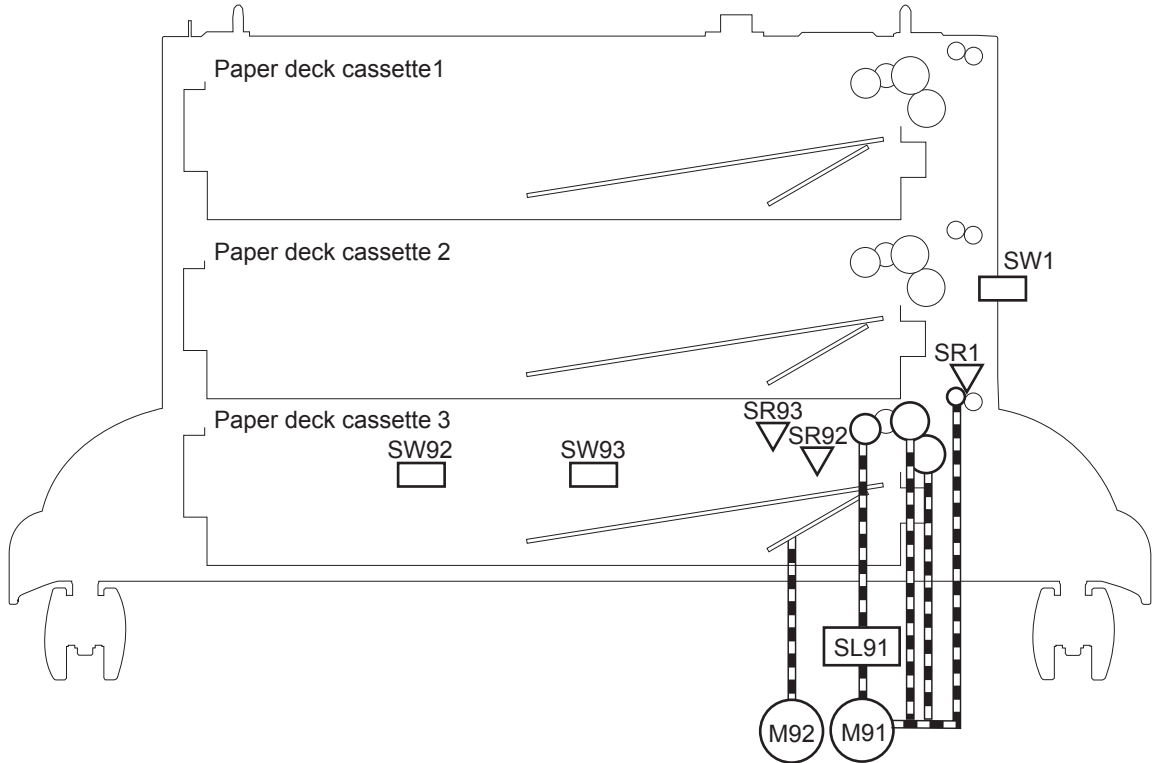 Paper deck cassette1
Paper deck cassette 2
SW1
SR1
Paper deck cassette 3
SR93
SR92
SW92
SW93
SL91
M92
M91